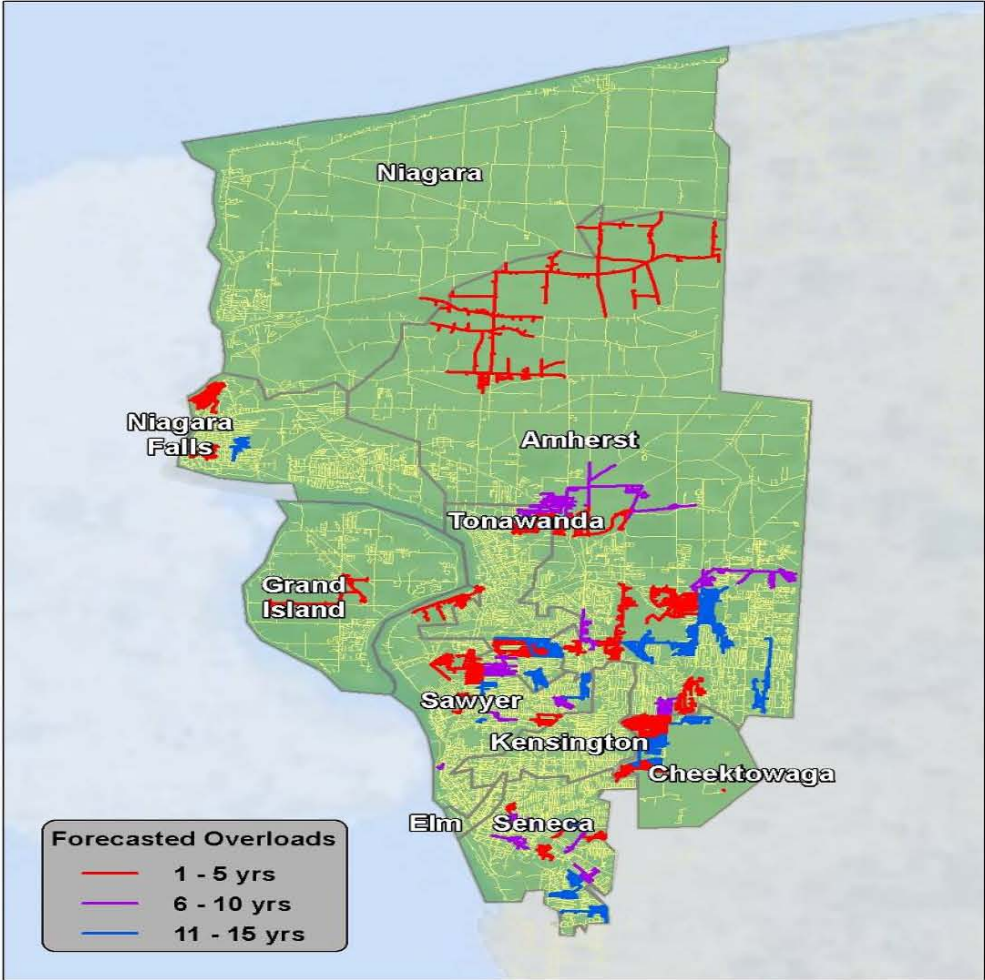 Niagara
Niagara
Falls
Amherst
Tonawanda
Grand
Island
Sawyer
Kensington
Cheektowaga
Elm
Seneca
Forecasted Overloads
1 - 5 yrs
6 - 10 yrs
11 - 15 yrs